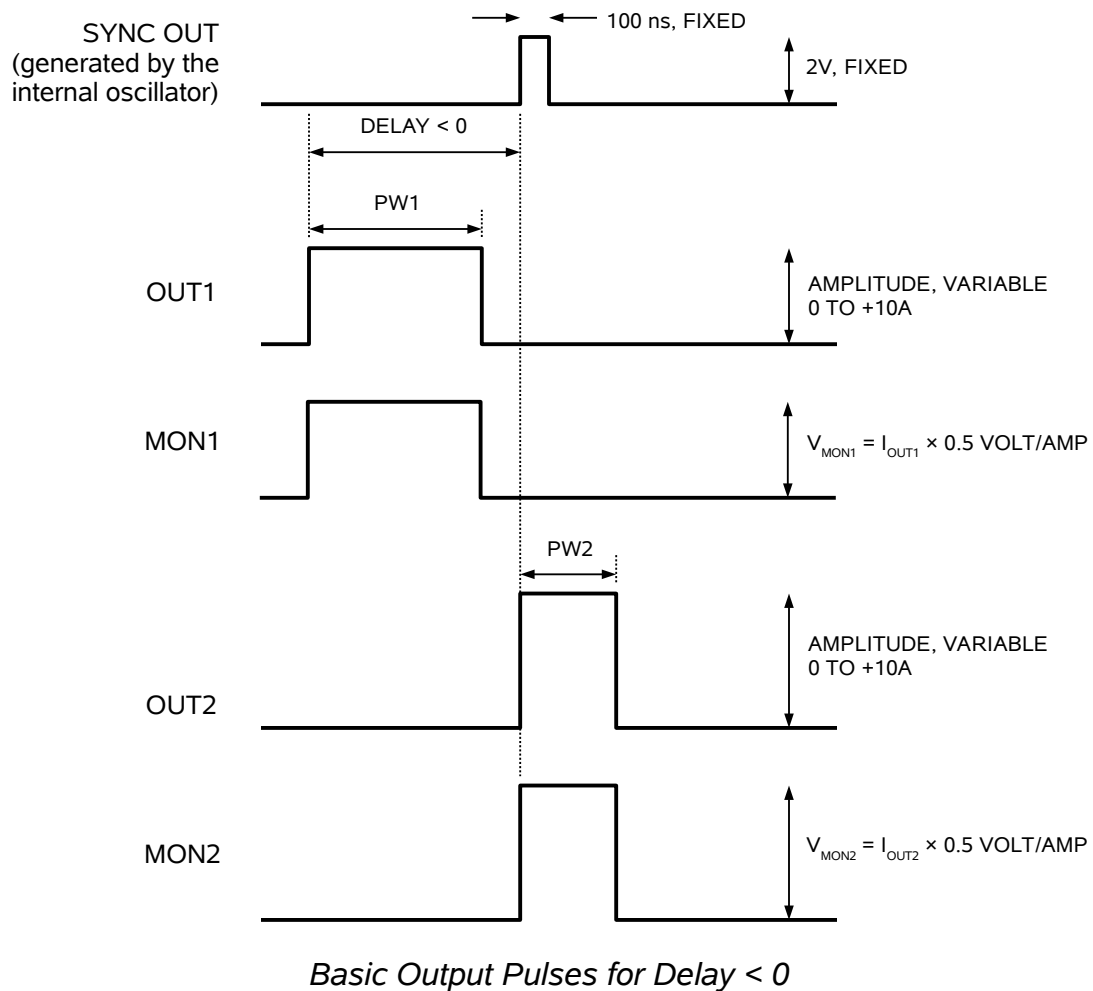 100 ns, FIXED
SYNC OUT
(generated by the
internal oscillator)
2V, FIXED
DELAY < 0
PW1
OUT1
AMPLITUDE, VARIABLE
0 TO +10A
MON1
VMON1 = IOUT1 × 0.5 VOLT/AMP
PW2
OUT2
AMPLITUDE, VARIABLE
0 TO +10A
MON2
VMON2 = IOUT2 × 0.5 VOLT/AMP
Basic Output Pulses for Delay < 0